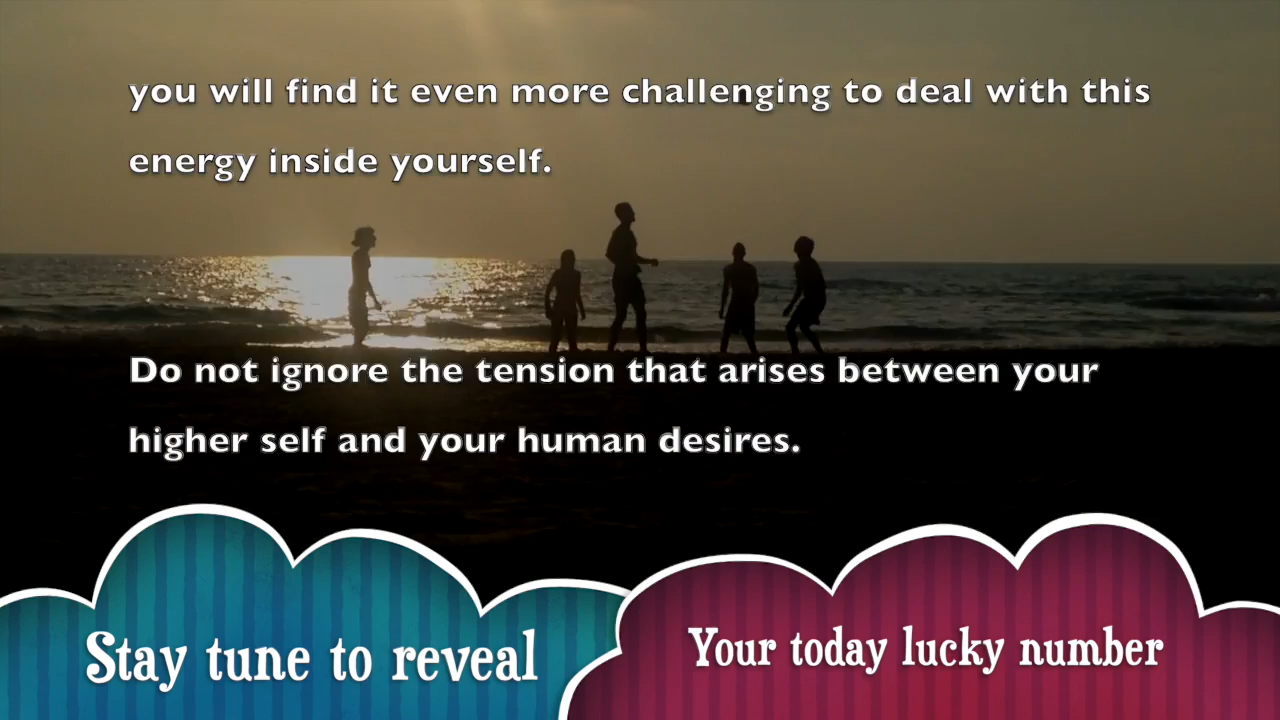 you will find it even more challenging to deal with this
energy inside yourself.
Do not ignore the tension that arises between your
higher self and your human desires.
Stay tune to reveal
Your today lucky number